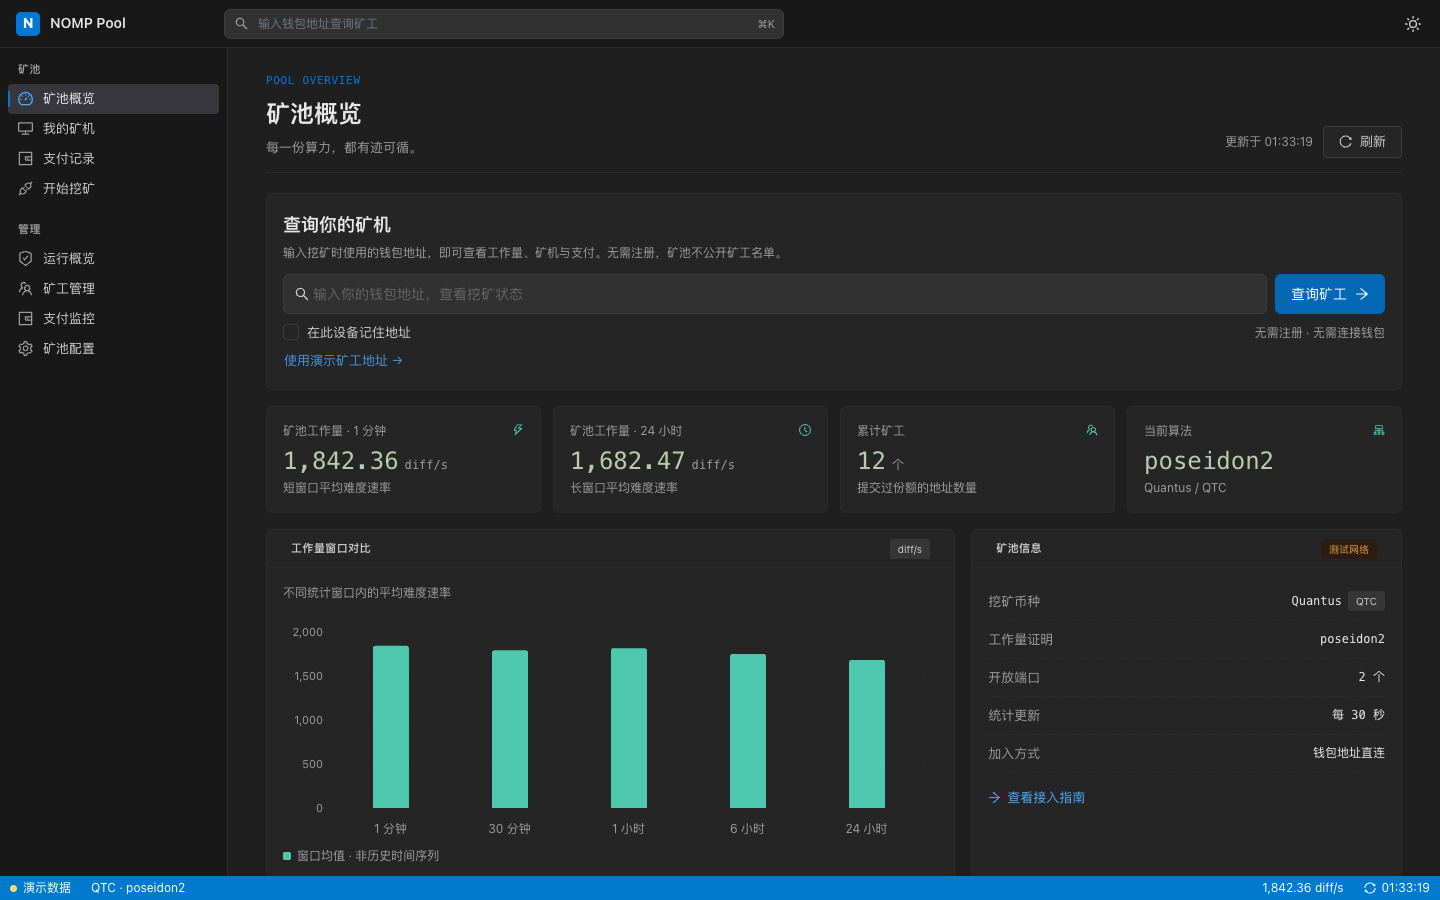 N NOMP Pool
输入钱包地址查询矿工 ⌘K
矿池
矿池概览
我的矿机
支付记录
开始挖矿
管理
运行概览
矿工管理
支付监控
矿池配置
POOL OVERVIEW
矿池概览
每一份算力，都有迹可循。
更新于 01:33:19
刷新
查询你的矿机
输入挖矿时使用的钱包地址，即可查看工作量、矿机与支付。无需注册，矿池不公开矿工名单。
输入你的钱包地址，查看挖矿状态
查询矿工 →
在此设备记住地址
无需注册 · 无需连接钱包
使用演示矿工地址 →
矿池工作量 · 1 分钟
1,842.36 diff/s
短窗口平均难度速率
矿池工作量 · 24 小时
1,682.47 diff/s
长窗口平均难度速率
累计矿工
12 个
提交过份额的地址数量
当前算法
poseidon2
Quantus / QTC
工作量窗口对比
diff/s
不同统计窗口内的平均难度速率
2,000
1,500
1,000
500
0
1 分钟
30 分钟
1 小时
6 小时
24 小时
窗口均值 · 非历史时间序列
矿池信息
测试网络
挖矿币种
Quantus QTC
工作量证明
poseidon2
开放端口
2 个
统计更新
每 30 秒
加入方式
钱包地址直连
→ 查看接入指南
演示数据
QTC · poseidon2
1,842.36 diff/s
01:33:19